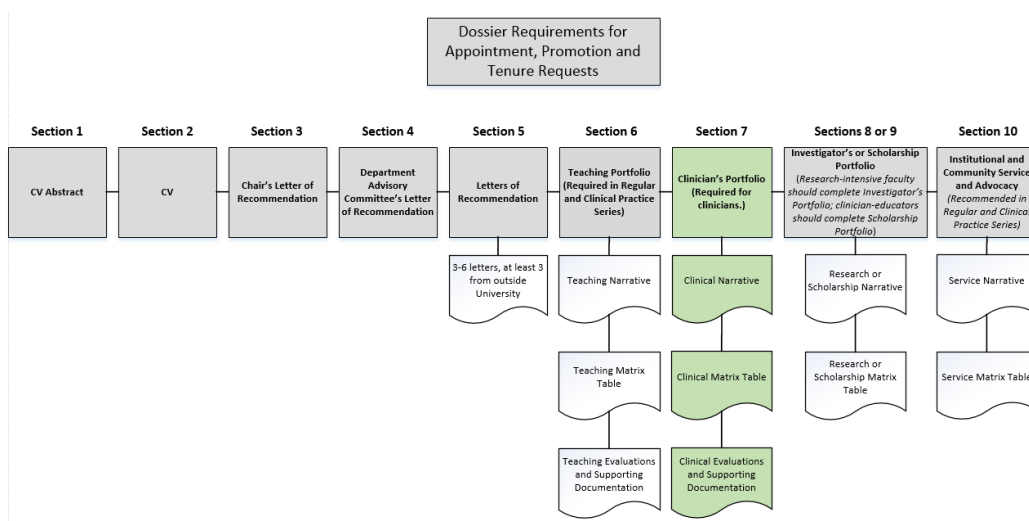 Dossier Requirements for
Appointment, Promotion and
Tenure Requests
Section 1
Section 2
Section 3
Section 4
Section 5
Section 6
Section 7
Sections 8 or 9
Section 10
CV Abstract
CV
Chair's Letter of
Recommendation
Department
Advisory
Committee's Letter
of Recommendation
Letters of
Recommendation
Teaching Portfolio
(Required in Regular
and Clinical Practice
Series)
Clinician's Portfolio
(Required for
clinicians.)
Investigator's or Scholarship
Portfolio
(Research-intensive faculty
should complete Investigator's
Portfolio; clinician-educators
should complete Scholarship
Portfolio)
Institutional and
Community Service
and Advocacy
(Recommended in
Regular and Clinical
Practice Series)
3-6 letters, at least 3
from outside
University
Teaching Narrative
Clinical Narrative
Research or
Scholarship Narrative
Service Narrative
Teaching Matrix
Table
Clinical Matrix Table
Research or
Scholarship Matrix
Table
Service Matrix Table
Teaching Evaluations
and Supporting
Documentation
Clinical Evaluations
and Supporting
Documentation